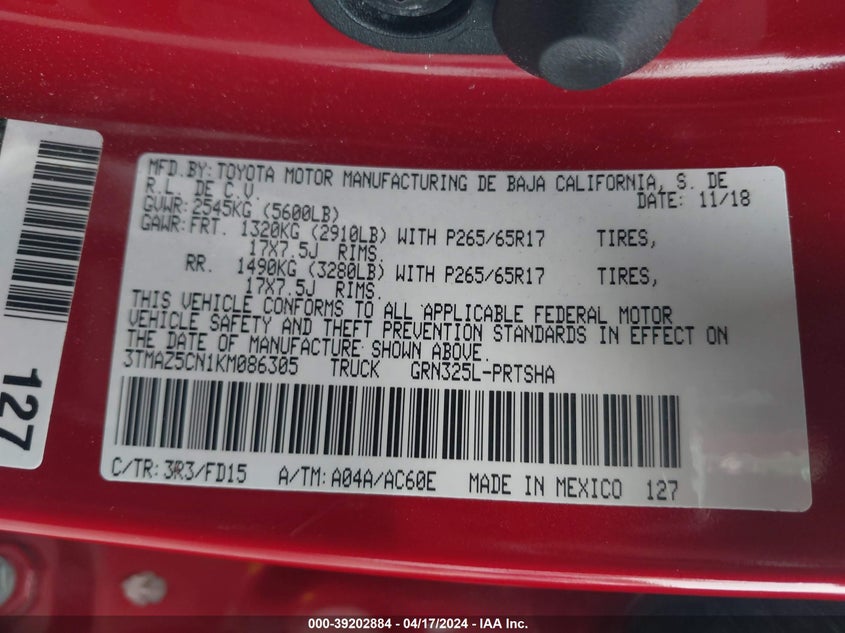 MFD.BY: TOYOTA MOTOR MANUFACTURING DE BAJA CALIFORNIA, S. DE
R.L. DE C.V. DATE: 11/18
GVWR: 2545KG (5600LB)
GAWR: FRT. 1320KG (2910LB) WITH P265/65R17 TIRES,
17X7.5J RIMS.
RR. 1490KG (3280LB) WITH P265/65R17 TIRES,
17X7.5J RIMS.
THIS VEHICLE CONFORMS TO ALL APPLICABLE FEDERAL MOTOR
VEHICLE SAFETY AND THEFT PREVENTION STANDARDS IN EFFECT ON
THE DATE OF MANUFACTURE SHOWN ABOVE.
3TMAZ5CN1KM086305 TRUCK GRN325L-PRTSHA
C/TR: 3R3/FD15 A/TM: A04A/AC60E MADE IN MEXICO 127
127
000-39202884 - 04/17/2024 - IAA Inc.